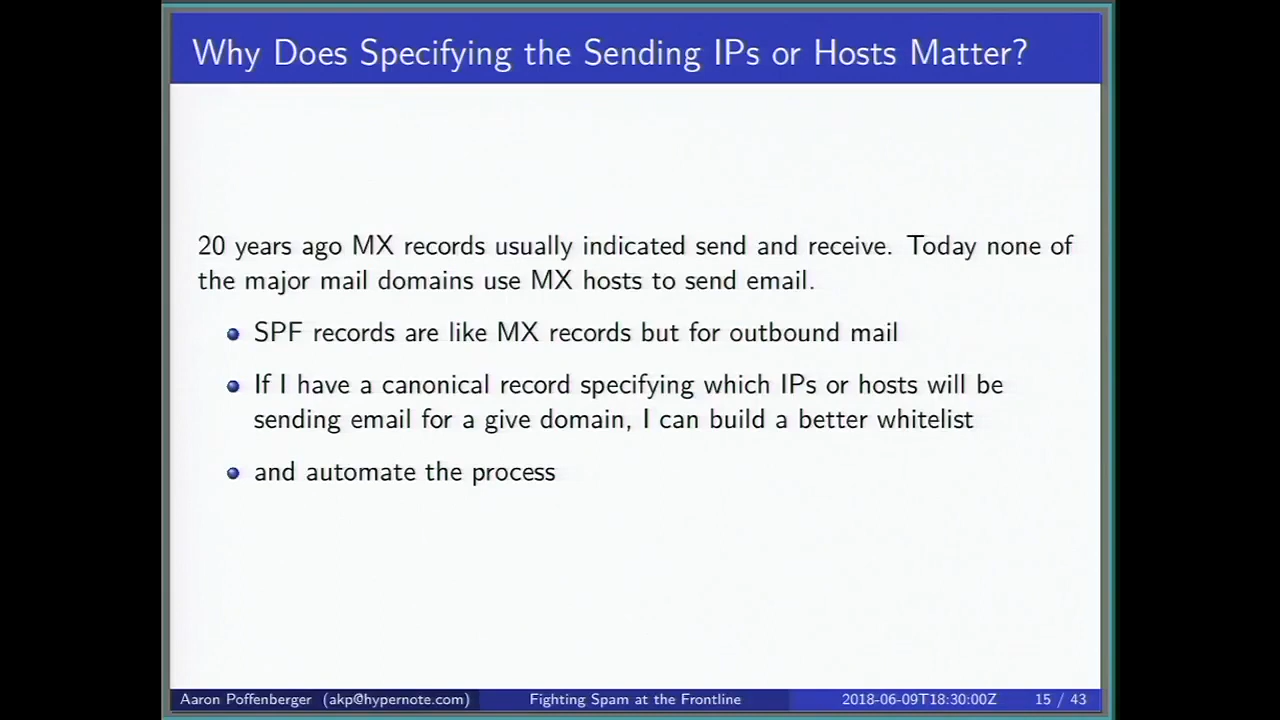 Why Does Specifying the Sending IPs or Hosts Matter?
20 years ago MX records usually indicated send and receive. Today none of
the major mail domains use MX hosts to send email.
SPF records are like MX records but for outbound mail
If I have a canonical record specifying which IPs or hosts will be
sending email for a give domain, I can build a better whitelist
and automate the process
Aaron Poffenberger (akp@hypernote.com) Fighting Spam at the Frontline 2018-06-09T18:30:00Z 15 / 43